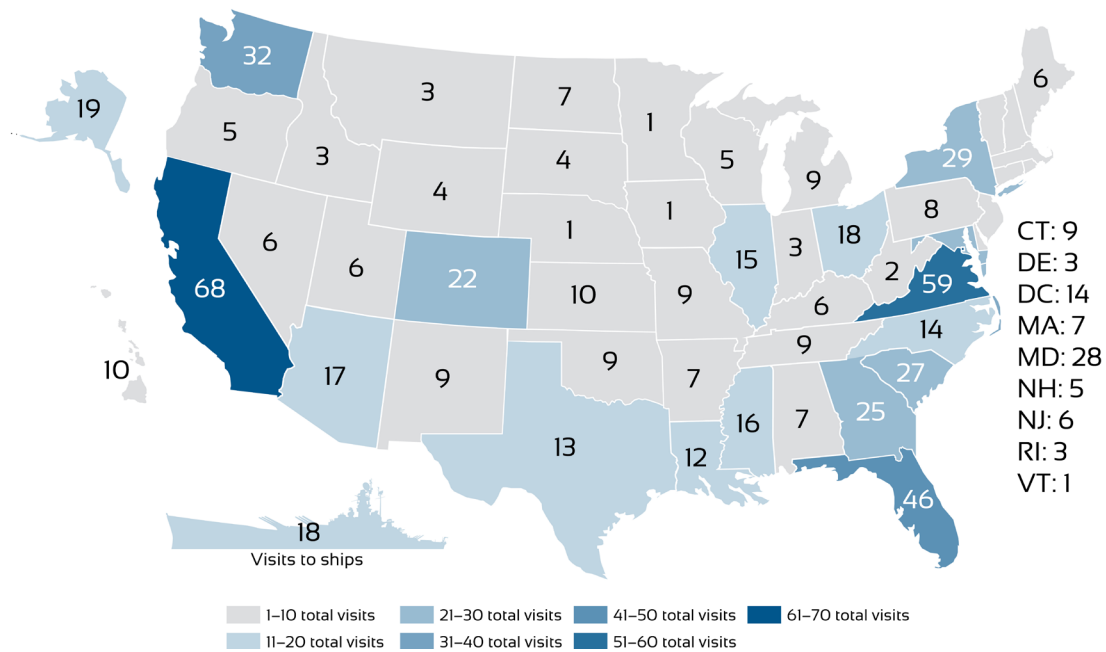 32
6
3
7
1
19
5
5
29
3
4
4
9
1
8
6
1
18
3
15
6
22
2
59
68
10
9
6
14
9
10
17
9
9
7
27
25
16
7
13
12
46
CT: 9
DE: 3
DC: 14
MA: 7
MD: 28
NH: 5
NJ: 6
RI: 3
VT: 1
18
Visits to ships
1–10 total visits
21–30 total visits
41–50 total visits
61–70 total visits
11–20 total visits
31–40 total visits
51–60 total visits